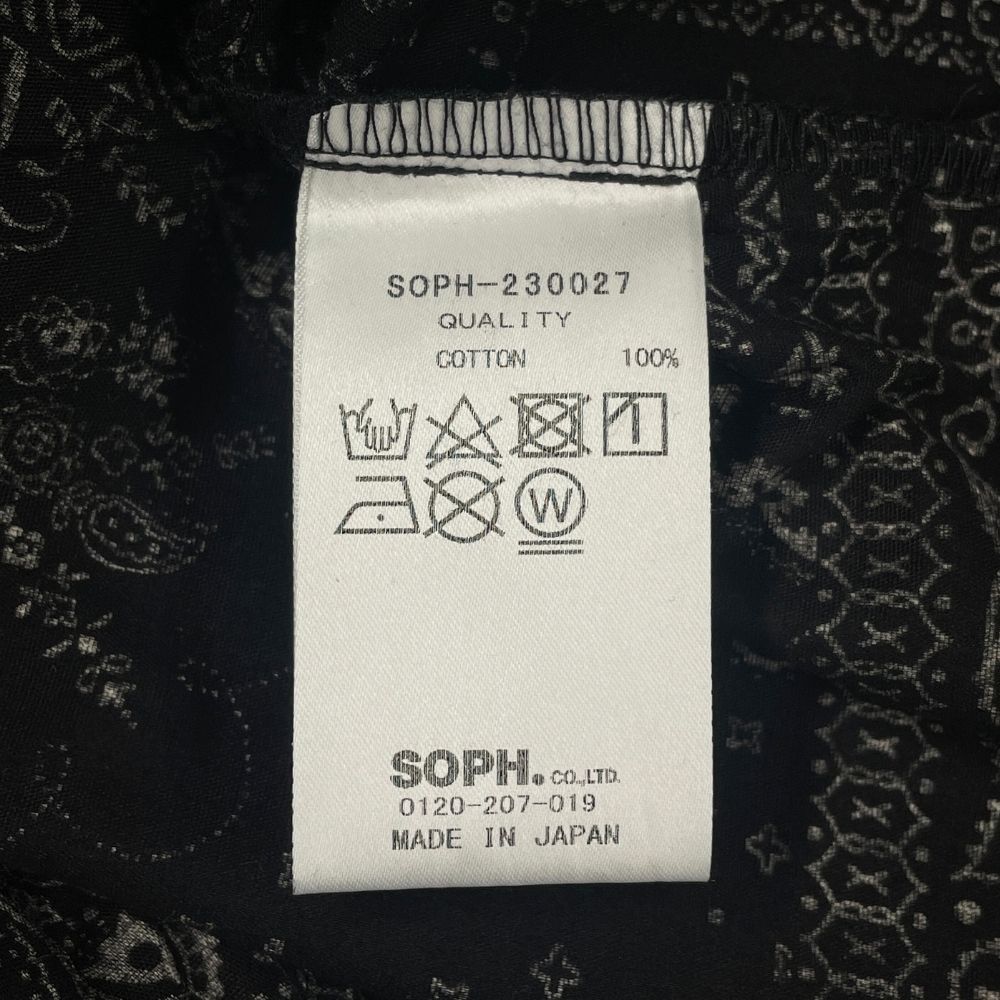 SOPH-230027
QUALITY
COTTON 100%
W
SOPH. CO.,LTD.
0120-207-019
MADE IN JAPAN